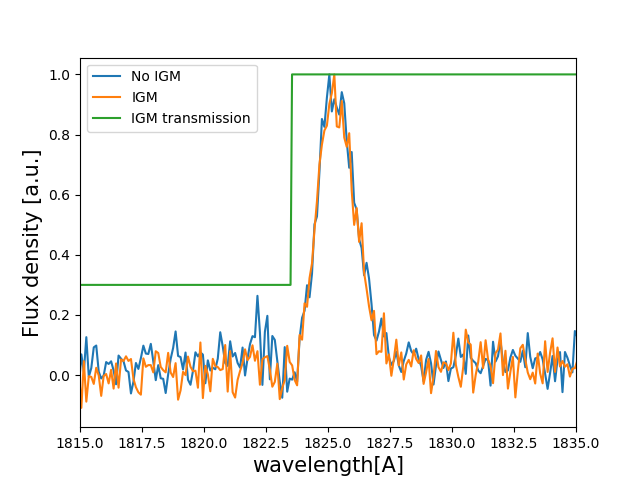 No IGM
IGM
IGM transmission
Flux density [a.u.]
1.0
0.8
0.6
0.4
0.2
0.0
1815.0 1817.5 1820.0 1822.5 1825.0 1827.5 1830.0 1832.5 1835.0
wavelength[A]